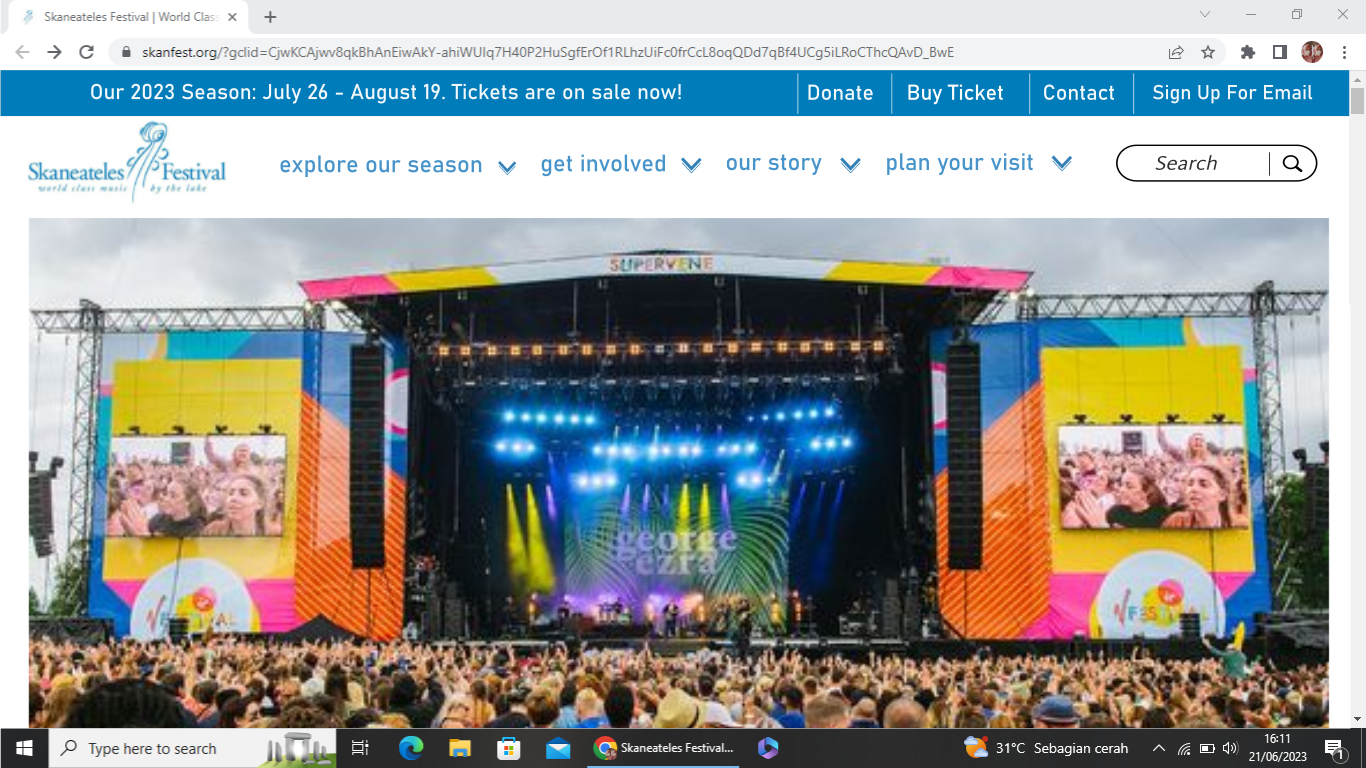 Skaneateles Festival | World Class
skanfest.org/?gclid=CjwKCAjwv8qkBhAnEiwAkY-ahiWUIq7H40P2HuSgfErOf1RLhzUiFc0frCcL8oqQDd7qBf4UCg5iLRoCThcQAvD_BwE
Our 2023 Season: July 26 - August 19. Tickets are on sale now!
Donate
Buy Ticket
Contact
Sign Up For Email
Skaneateles Festival
world class music by the lake
explore our season
get involved
our story
plan your visit
Search
SUPERVENE
george
ezra
V FESTIVAL
V FESTIVAL
Type here to search
Skaneateles Festival...
31°C Sebagian cerah
16:11
21/06/2023
1